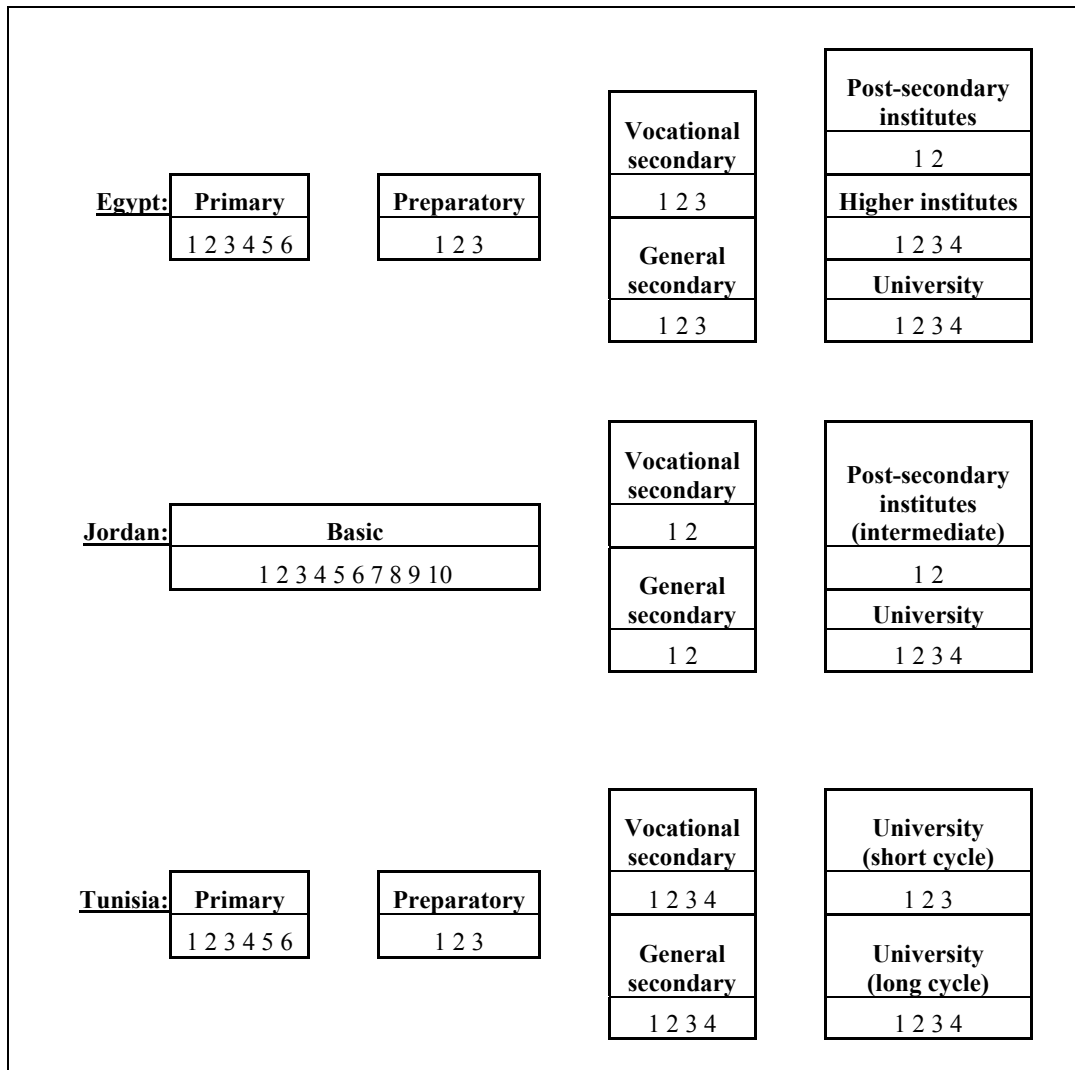 Egypt:
Primary
1 2 3 4 5 6
Preparatory
1 2 3
Vocational
secondary
1 2 3
General
secondary
1 2 3
Post-secondary
institutes
1 2
Higher institutes
1 2 3 4
University
1 2 3 4
Jordan:
Basic
1 2 3 4 5 6 7 8 9 10
Vocational
secondary
1 2
General
secondary
1 2
Post-secondary
institutes
(intermediate)
1 2
University
1 2 3 4
Tunisia:
Primary
1 2 3 4 5 6
Preparatory
1 2 3
Vocational
secondary
1 2 3 4
General
secondary
1 2 3 4
University
(short cycle)
1 2 3
University
(long cycle)
1 2 3 4